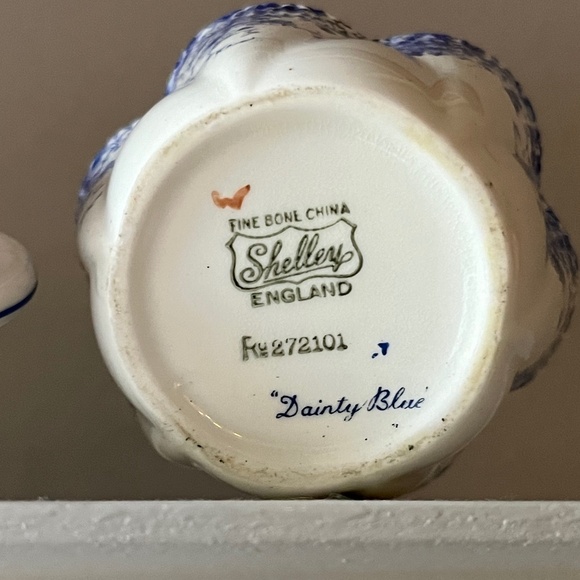 FINE BONE CHINA
Shelley
ENGLAND
Rd 272101
"Dainty Blue"